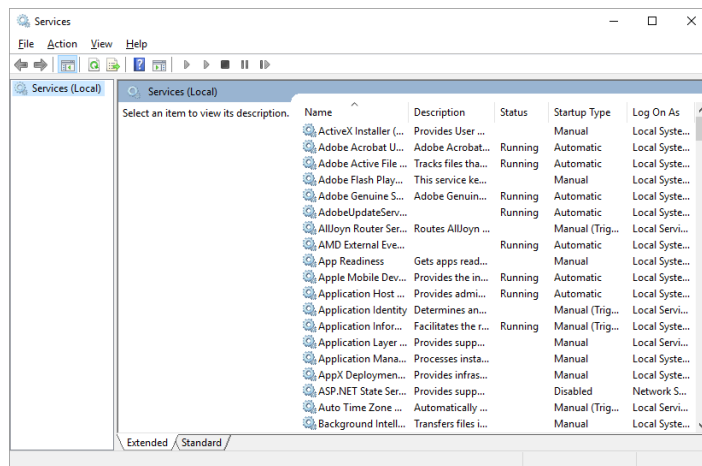 Services
File Action View Help
Services (Local)
Services (Local)
Select an item to view its description.
Name Description Status Startup Type Log On As
ActiveX Installer (... Provides User ... Manual Local Syste...
Adobe Acrobat U... Adobe Acrobat... Running Automatic Local Syste...
Adobe Active File ... Tracks files tha... Running Automatic Local Syste...
Adobe Flash Play... This service ke... Manual Local Syste...
Adobe Genuine S... Adobe Genuin... Running Automatic Local Syste...
AdobeUpdateServ... Running Automatic Local Syste...
AllJoyn Router Ser... Routes AllJoyn ... Manual (Trig... Local Servi...
AMD External Eve... Running Automatic Local Syste...
App Readiness Gets apps read... Manual Local Syste...
Apple Mobile Dev... Provides the in... Running Automatic Local Syste...
Application Host ... Provides admi... Running Automatic Local Syste...
Application Identity Determines an... Manual (Trig... Local Servi...
Application Infor... Facilitates the r... Running Manual (Trig... Local Syste...
Application Layer ... Provides supp... Manual Local Servi...
Application Mana... Processes insta... Manual Local Syste...
AppX Deploymen... Provides infras... Manual Local Syste...
ASP.NET State Ser... Provides supp... Disabled Network S...
Auto Time Zone ... Automatically ... Manual (Trig... Local Servi...
Background Intell... Transfers files i... Manual Local Syste...
Extended Standard